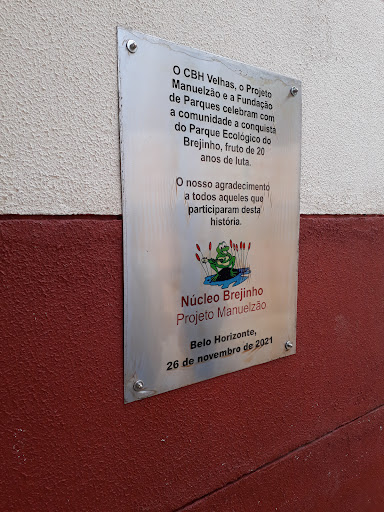 O CBH Velhas, o Projeto
Manuelzão e a Fundação
de Parques celebram com
a comunidade a conquista
do Parque Ecológico do
Brejinho, fruto de 20
anos de luta.
O nosso agradecimento
a todos aqueles que
participaram desta
história.
Núcleo Brejinho
Projeto Manuelzão
Belo Horizonte,
26 de novembro de 2021